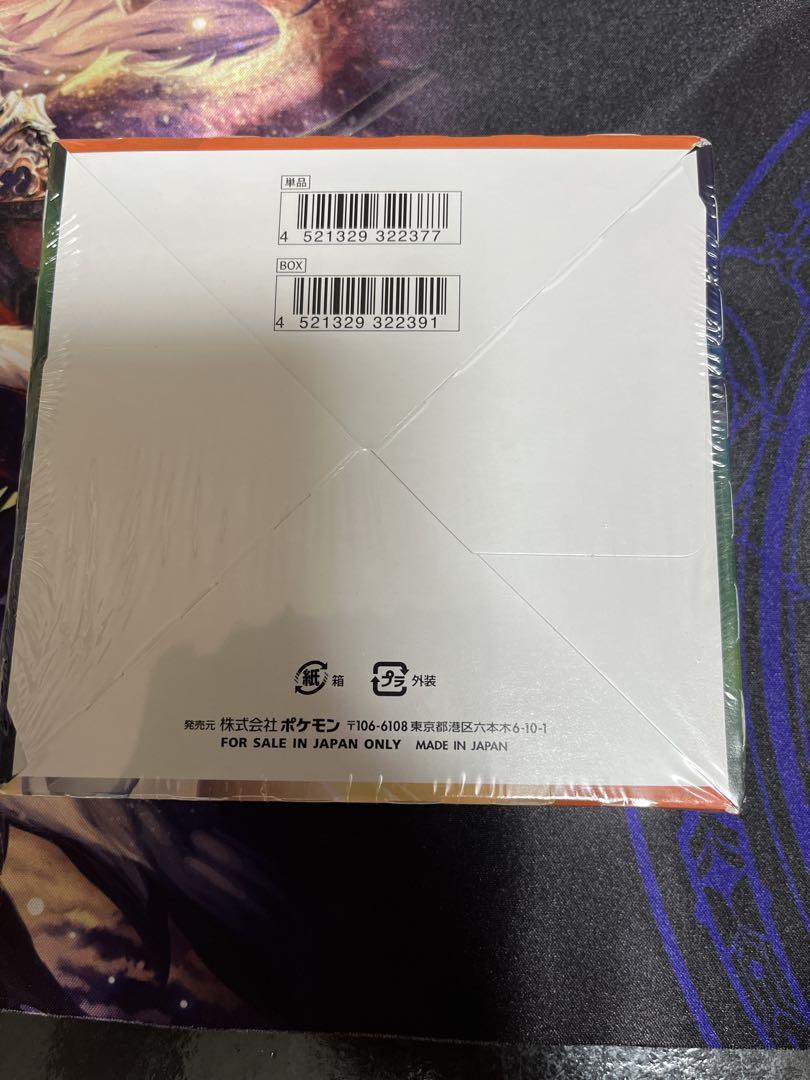 単品
4 521329 322377
BOX
4 521329 322391
紙 箱 プラ 外装
発売元 株式会社 ポケモン 〒106-6108 東京都港区六本木6-10-1
FOR SALE IN JAPAN ONLY MADE IN JAPAN